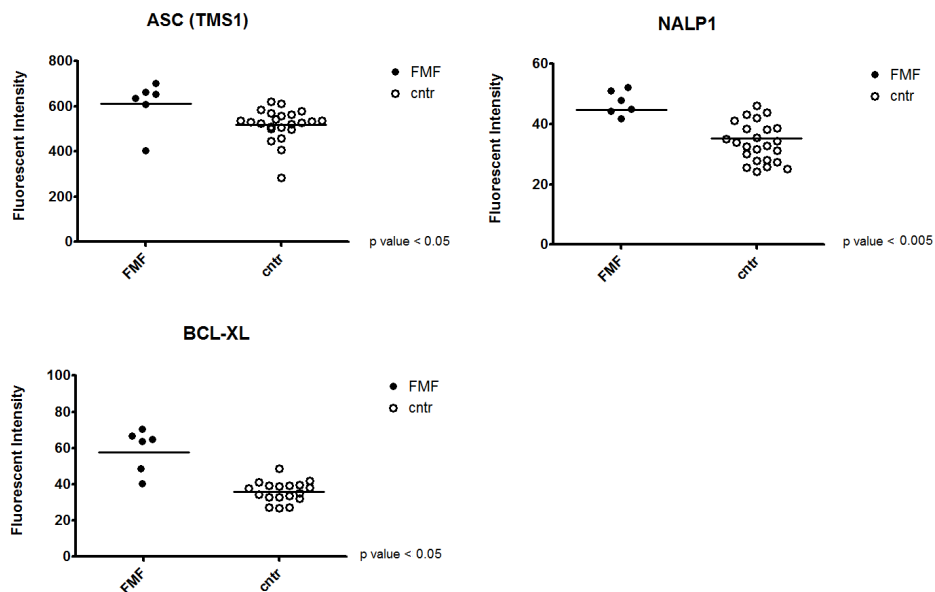 ASC (TMS1)
Fluorescent Intensity
800
600
400
200
0
FMF
cntr
FMF
cntr
p value < 0.05
NALP1
Fluorescent Intensity
60
40
20
0
FMF
cntr
FMF
cntr
p value < 0.005
BCL-XL
Fluorescent Intensity
100
80
60
40
20
0
FMF
cntr
FMF
cntr
p value < 0.05